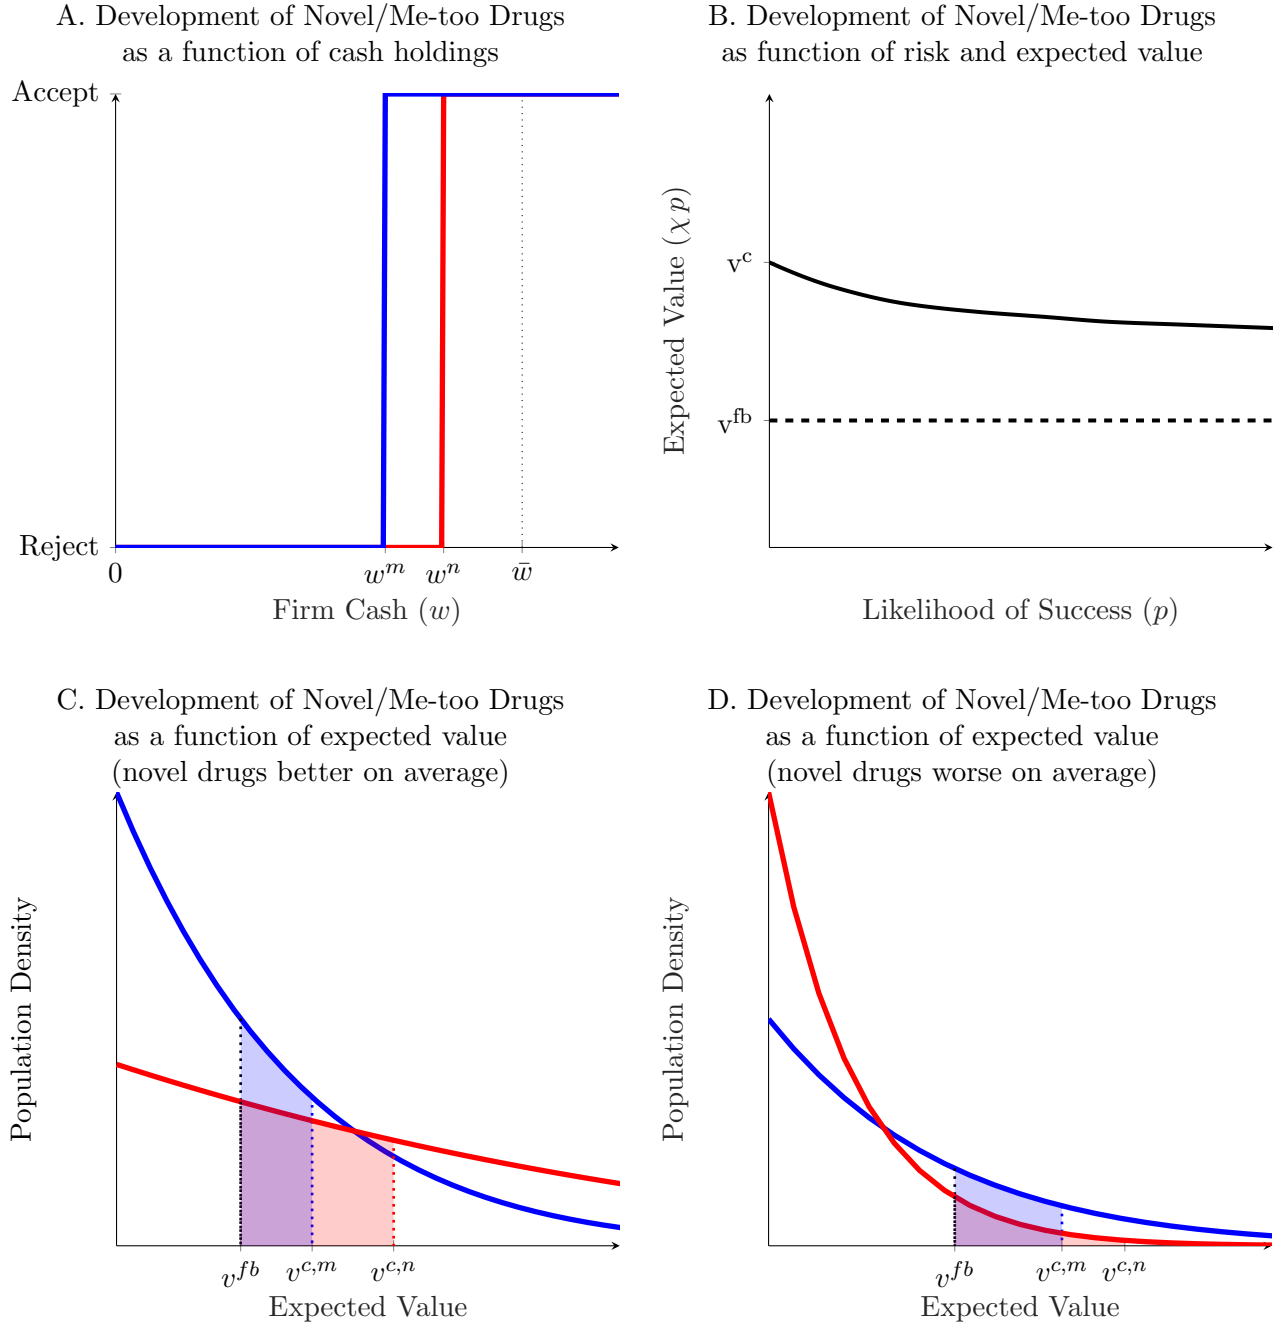 A. Development of Novel/Me-too Drugs
as a function of cash holdings
Accept
Reject
0
w^m
w^n
w̄
Firm Cash (w)
B. Development of Novel/Me-too Drugs
as function of risk and expected value
Expected Value (χ p)
v^c
v^fb
Likelihood of Success (p)
C. Development of Novel/Me-too Drugs
as a function of expected value
(novel drugs better on average)
Population Density
v^fb
v^c,m
v^c,n
Expected Value
D. Development of Novel/Me-too Drugs
as a function of expected value
(novel drugs worse on average)
Population Density
v^fb
v^c,m
v^c,n
Expected Value